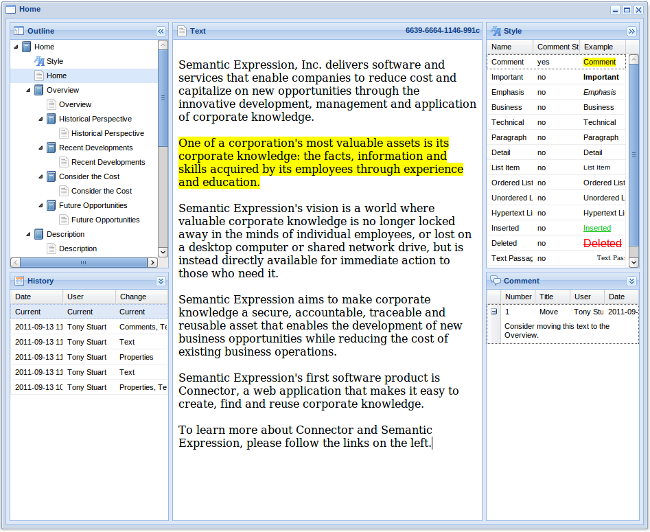 Home
Outline
Home
Style
Home
Overview
Overview
Historical Perspective
Historical Perspective
Recent Developments
Recent Developments
Consider the Cost
Consider the Cost
Future Opportunities
Future Opportunities
Description
Description
History
Date User Change
Current Current Current
2011-09-13 11 Tony Stuart Comments, Te
2011-09-13 11 Tony Stuart Text
2011-09-13 11 Tony Stuart Properties
2011-09-13 11 Tony Stuart Text
2011-09-13 10 Tony Stuart Properties, Te
Text 6639-6664-1146-991c
Semantic Expression, Inc. delivers software and
services that enable companies to reduce cost and
capitalize on new opportunities through the
innovative development, management and application
of corporate knowledge.
One of a corporation's most valuable assets is its
corporate knowledge: the facts, information and
skills acquired by its employees through experience
and education.
Semantic Expression's vision is a world where
valuable corporate knowledge is no longer locked
away in the minds of individual employees, or lost on
a desktop computer or shared network drive, but is
instead directly available for immediate action to
those who need it.
Semantic Expression aims to make corporate
knowledge a secure, accountable, traceable and
reusable asset that enables the development of new
business opportunities while reducing the cost of
existing business operations.
Semantic Expression's first software product is
Connector, a web application that makes it easy to
create, find and reuse corporate knowledge.
To learn more about Connector and Semantic
Expression, please follow the links on the left.
Style
Name Comment St Example
Comment yes Comment
Important no Important
Emphasis no Emphasis
Business no Business
Technical no Technical
Paragraph no Paragraph
Detail no Detail
List Item no List Item
Ordered List no Ordered List
Unordered L no Unordered L
Hypertext Li no Hypertext Li
Inserted no Inserted
Deleted no Deleted
Text Passag no Text Pas
Comment
Number Title User Date
1 Move Tony Stu 2011-09-
Consider moving this text to the
Overview.